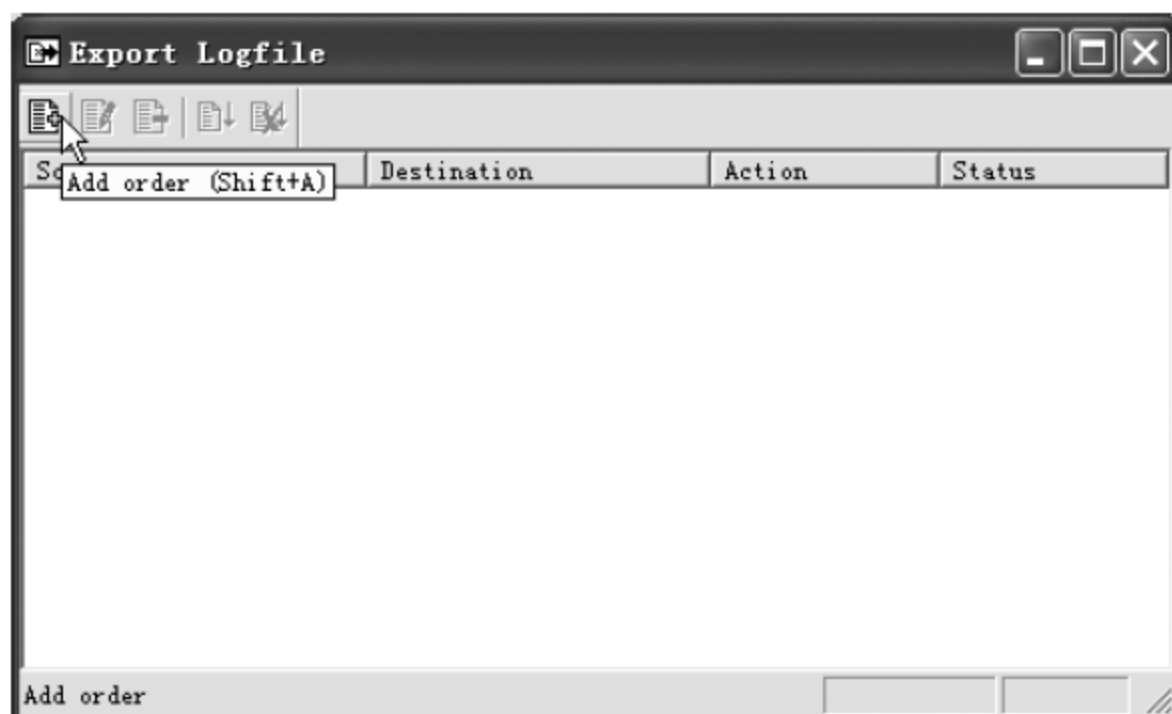 Export Logfile
Destination Action Status
Add order (Shift+A)
Add order